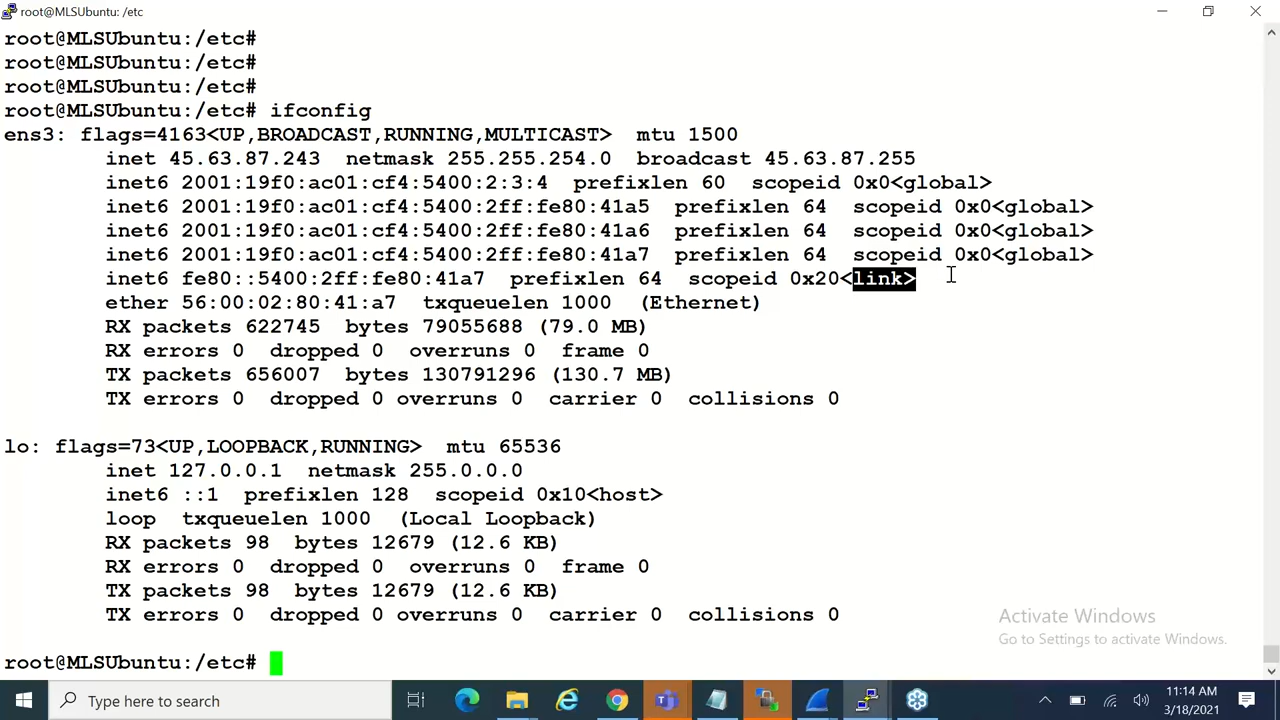 root@MLSUbuntu: /etc
root@MLSUbuntu:/etc#
root@MLSUbuntu:/etc#
root@MLSUbuntu:/etc#
root@MLSUbuntu:/etc# ifconfig
ens3: flags=4163<UP,BROADCAST,RUNNING,MULTICAST>  mtu 1500
        inet 45.63.87.243  netmask 255.255.254.0  broadcast 45.63.87.255
        inet6 2001:19f0:ac01:cf4:5400:2:3:4  prefixlen 60  scopeid 0x0<global>
        inet6 2001:19f0:ac01:cf4:5400:2ff:fe80:41a5  prefixlen 64  scopeid 0x0<global>
        inet6 2001:19f0:ac01:cf4:5400:2ff:fe80:41a6  prefixlen 64  scopeid 0x0<global>
        inet6 2001:19f0:ac01:cf4:5400:2ff:fe80:41a7  prefixlen 64  scopeid 0x0<global>
        inet6 fe80::5400:2ff:fe80:41a7  prefixlen 64  scopeid 0x20<link>
        ether 56:00:02:80:41:a7  txqueuelen 1000  (Ethernet)
        RX packets 622745  bytes 79055688 (79.0 MB)
        RX errors 0  dropped 0  overruns 0  frame 0
        TX packets 656007  bytes 130791296 (130.7 MB)
        TX errors 0  dropped 0 overruns 0  carrier 0  collisions 0
lo: flags=73<UP,LOOPBACK,RUNNING>  mtu 65536
        inet 127.0.0.1  netmask 255.0.0.0
        inet6 ::1  prefixlen 128  scopeid 0x10<host>
        loop  txqueuelen 1000  (Local Loopback)
        RX packets 98  bytes 12679 (12.6 KB)
        RX errors 0  dropped 0  overruns 0  frame 0
        TX packets 98  bytes 12679 (12.6 KB)
        TX errors 0  dropped 0 overruns 0  carrier 0  collisions 0
root@MLSUbuntu:/etc#
Activate Windows
Go to Settings to activate Windows.
Type here to search
11:14 AM
3/18/2021